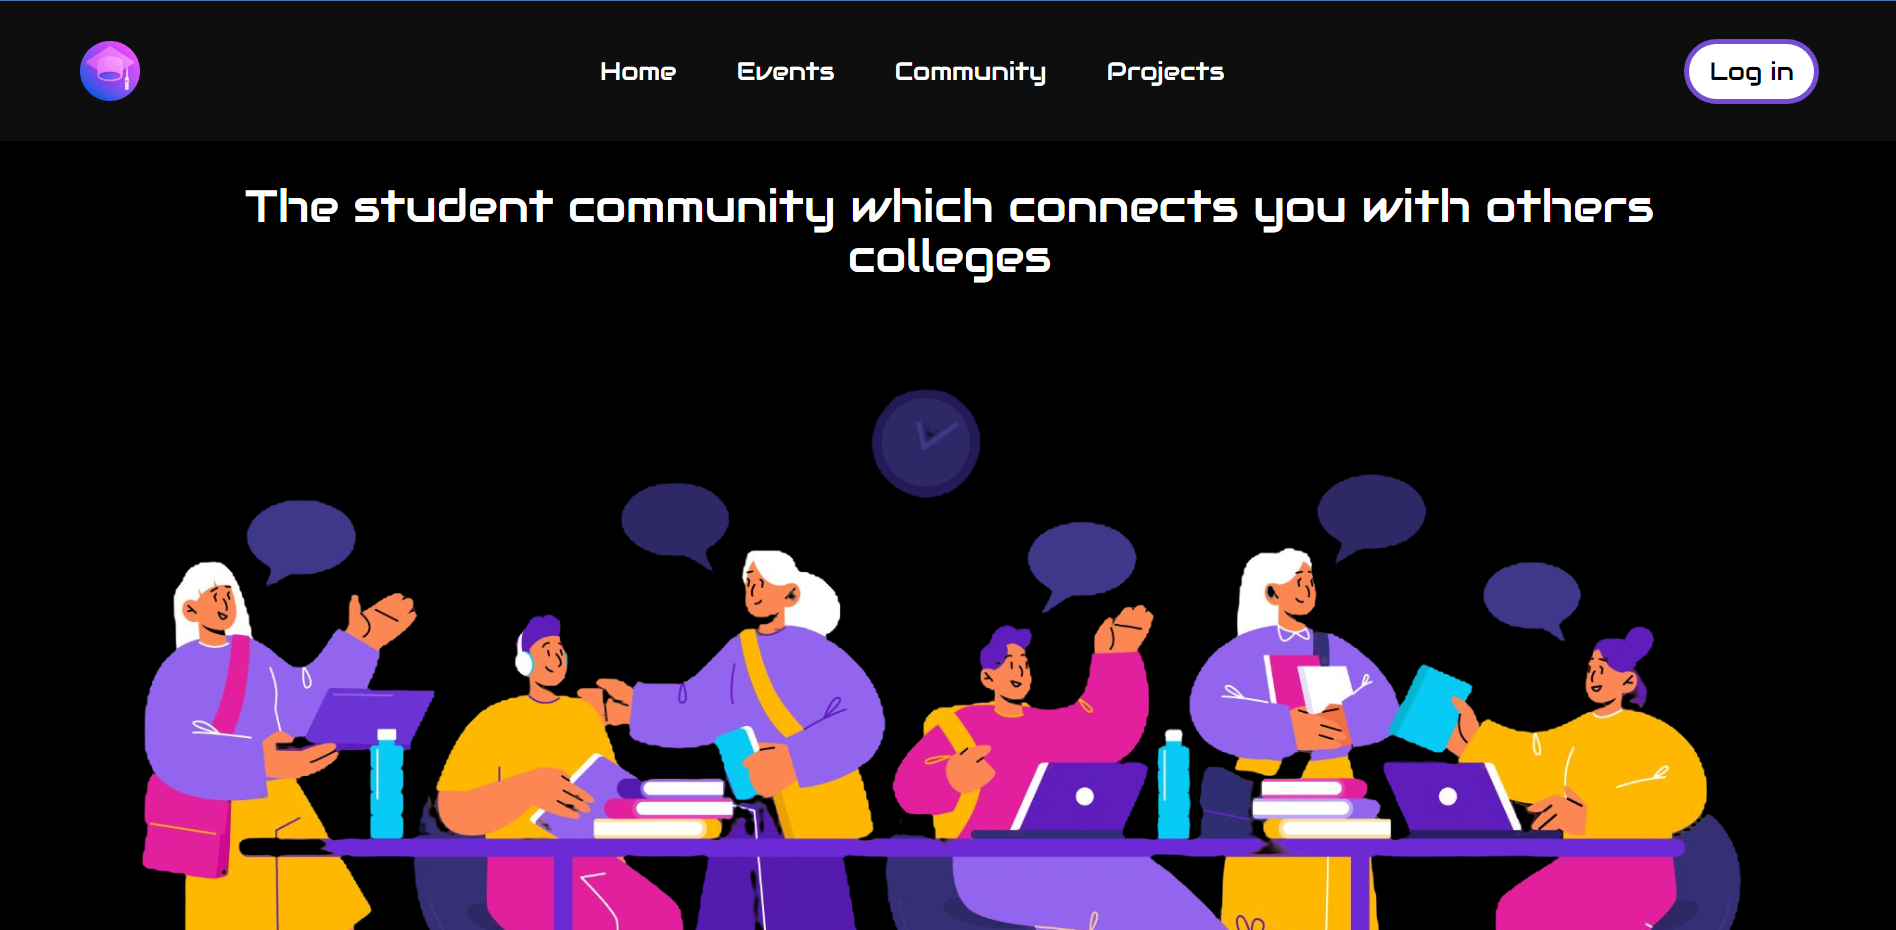 Home Events Community Projects Log in
The student community which connects you with others
colleges